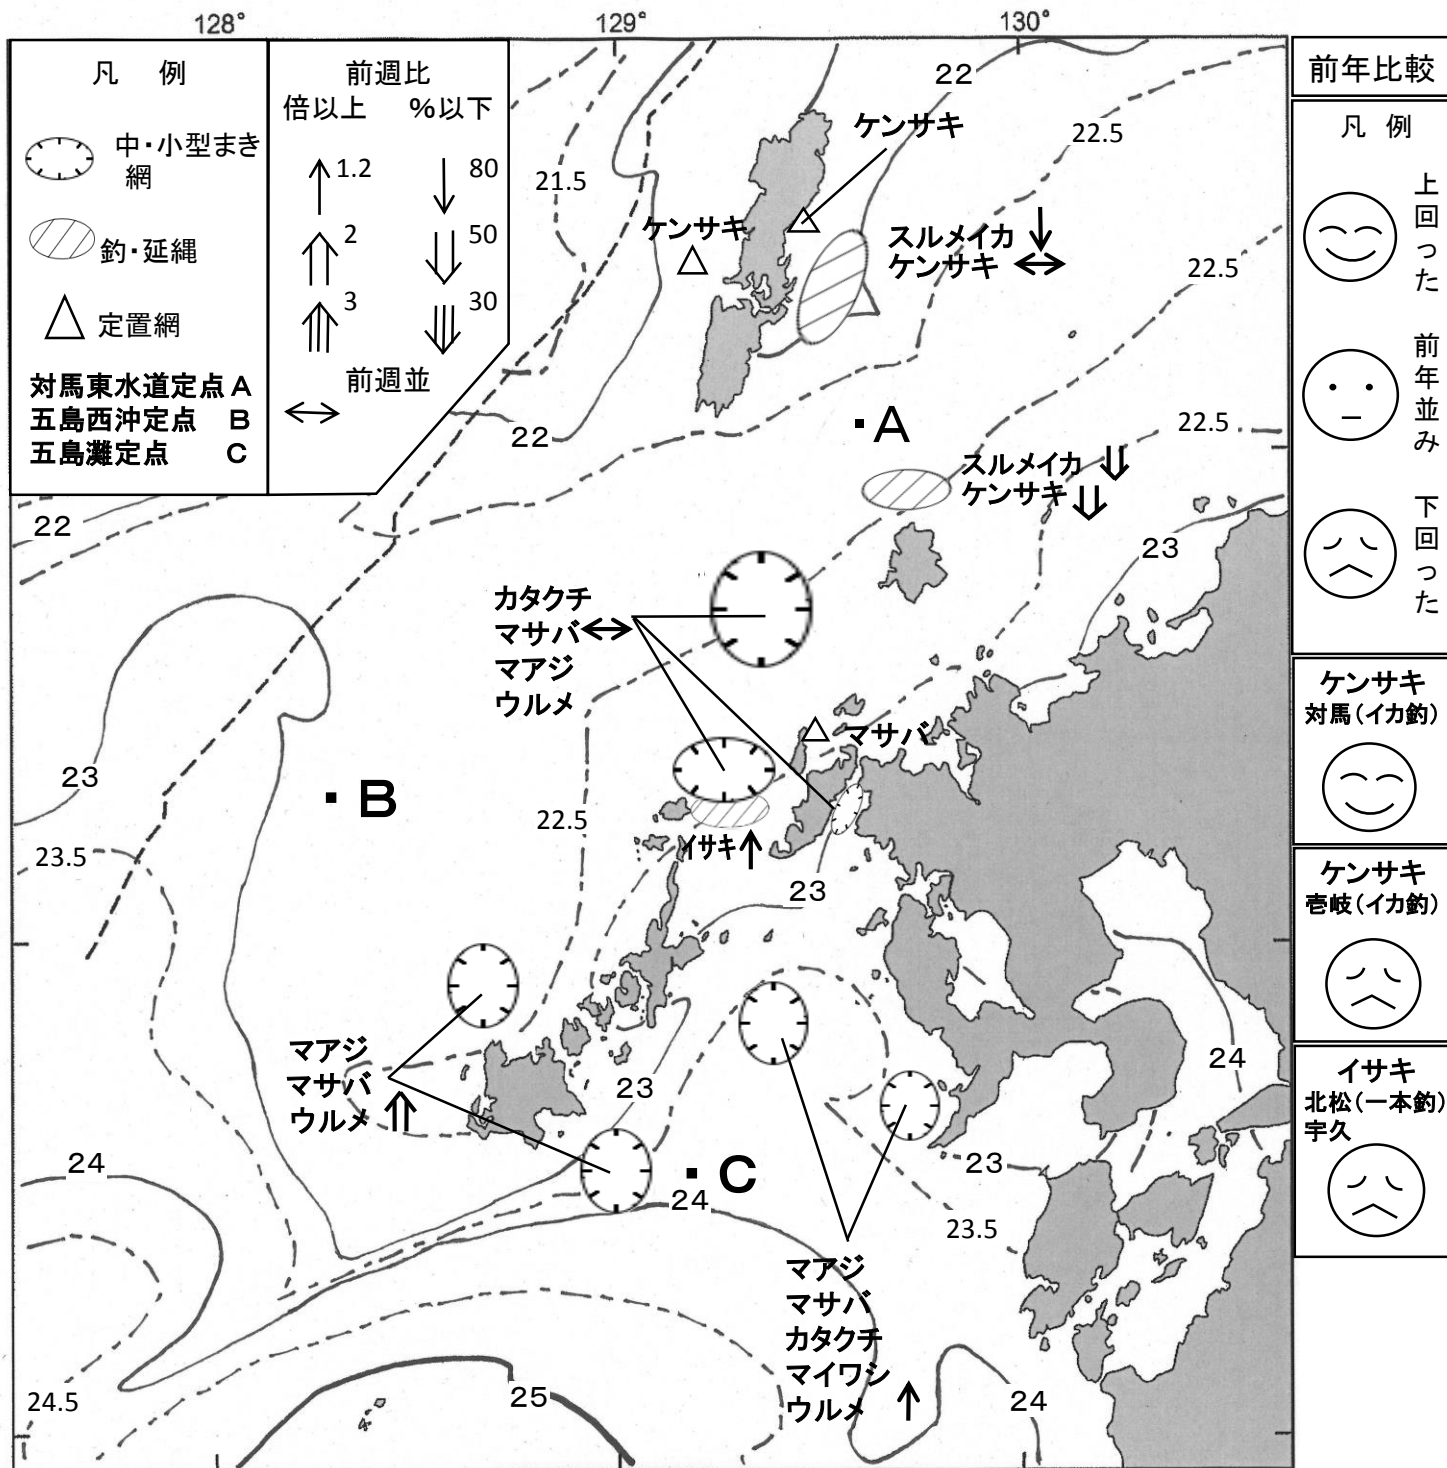 128°
129°
130°
凡 例
中・小型まき
網
釣・延縄
定置網
対馬東水道定点 A
五島西沖定点 B
五島灘定点 C
前週比
倍以上 %以下
1.2
80
2
50
3
30
前週並
前年比較
凡 例
上回った
前年並み
下回った
ケンサキ
対馬(イカ釣)
ケンサキ
壱岐(イカ釣)
イサキ
北松(一本釣)
宇久
22
22.5
21.5
ケンサキ
ケンサキ
スルメイカ
ケンサキ
22.5
22
A
22.5
スルメイカ
ケンサキ
22
23
カタクチ
マサバ
マアジ
ウルメ
マサバ
23
B
22.5
23.5
イサキ
23
マアジ
マサバ
ウルメ
23
24
24
C
23
24
23.5
マアジ
マサバ
カタクチ
マイワシ
ウルメ
24.5
25
24